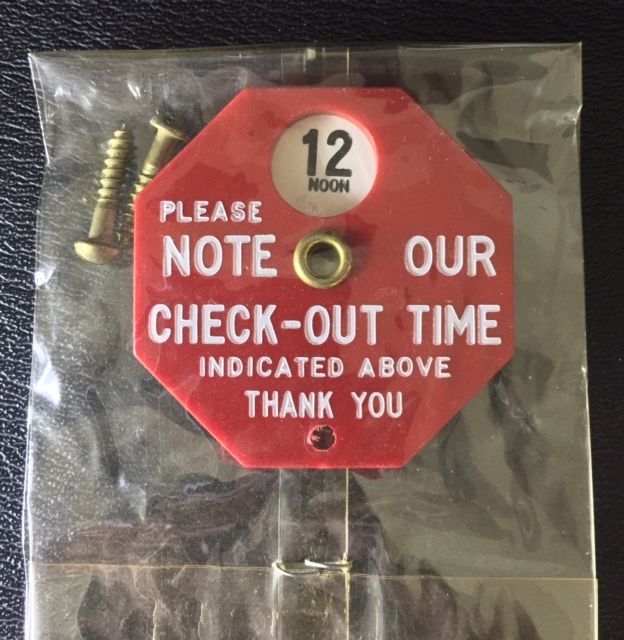 12
NOON
PLEASE
NOTE OUR
CHECK-OUT TIME
INDICATED ABOVE
THANK YOU